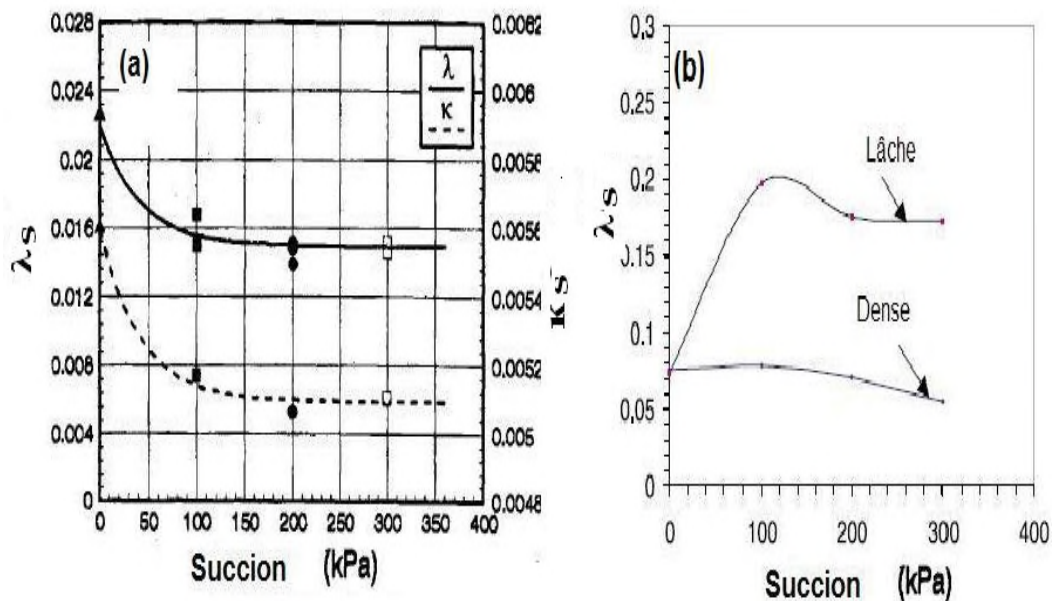 (a)
λ
κ
0.028
0.024
0.02
0.016
0.012
0.008
0.004
0
λs
0.0062
0.006
0.0058
0.0056
0.0054
0.0052
0.005
0.0048
κs
0 50 100 150 200 250 300 350 400
Succion (kPa)
(b)
0,3
0,25
0,2
0,15
0,1
0,05
0
λs
Lâche
Dense
0 100 200 300 400
Succion (kPa)